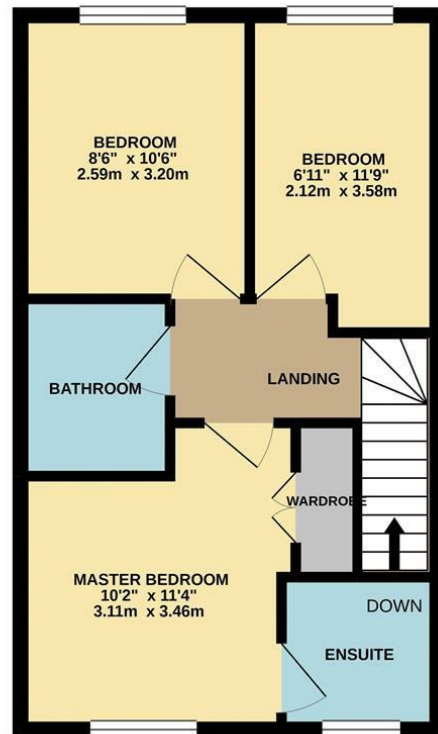 BEDROOM
8'6" x 10'6"
2.59m x 3.20m
BEDROOM
6'11" x 11'9"
2.12m x 3.58m
BATHROOM
LANDING
WARDROBE
MASTER BEDROOM
10'2" x 11'4"
3.11m x 3.46m
DOWN
ENSUITE